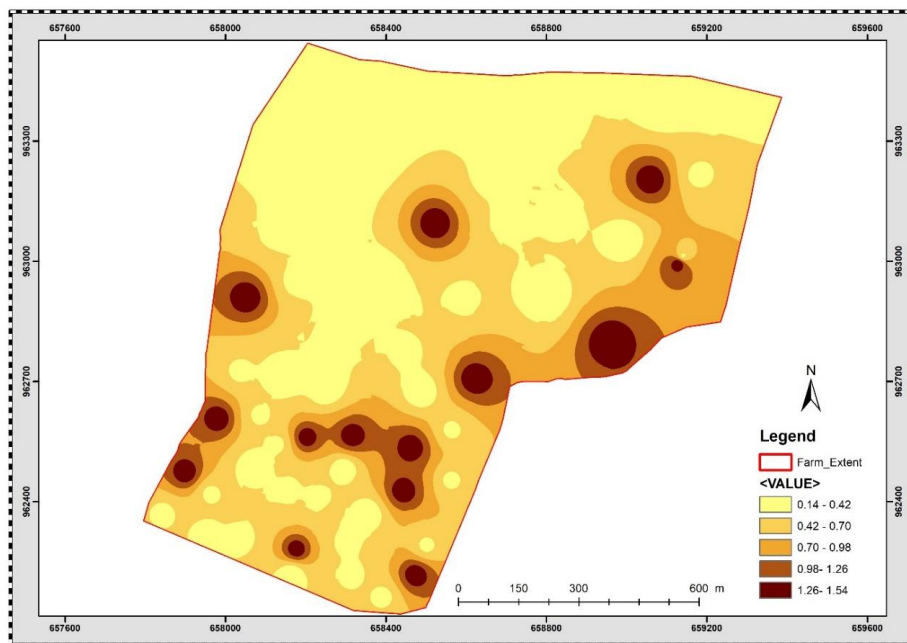 657600 658000 658400 658800 659200 659600
963300 963300
963000 963000
962700 962700
962400 962400
N
Legend
Farm_Extent
<VALUE>
0.14 - 0.42
0.42 - 0.70
0.70 - 0.98
0.98- 1.26
1.26- 1.54
0 150 300 600 m
657600 658000 658400 658800 659200 659600